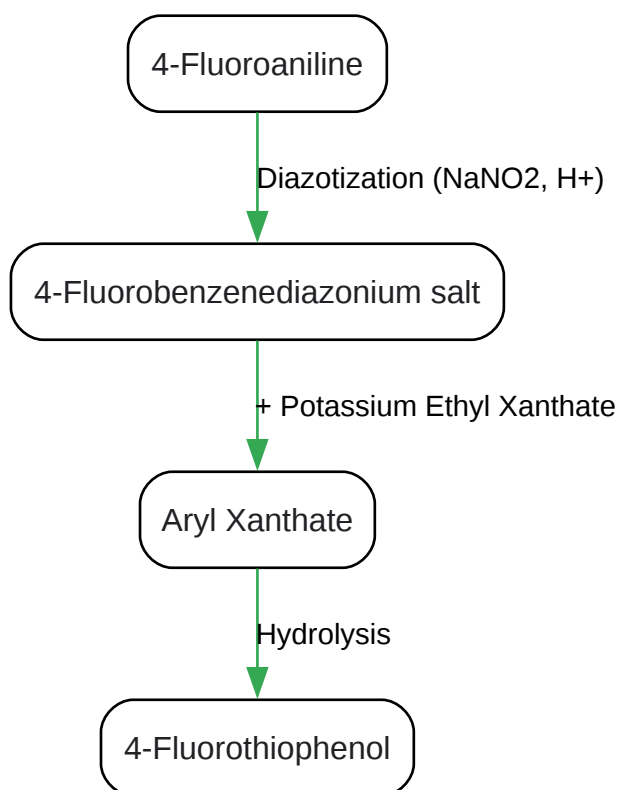 4-Fluoroaniline
Diazotization (NaNO2, H+)
4-Fluorobenzenediazonium salt
+ Potassium Ethyl Xanthate
Aryl Xanthate
Hydrolysis
4-Fluorothiophenol